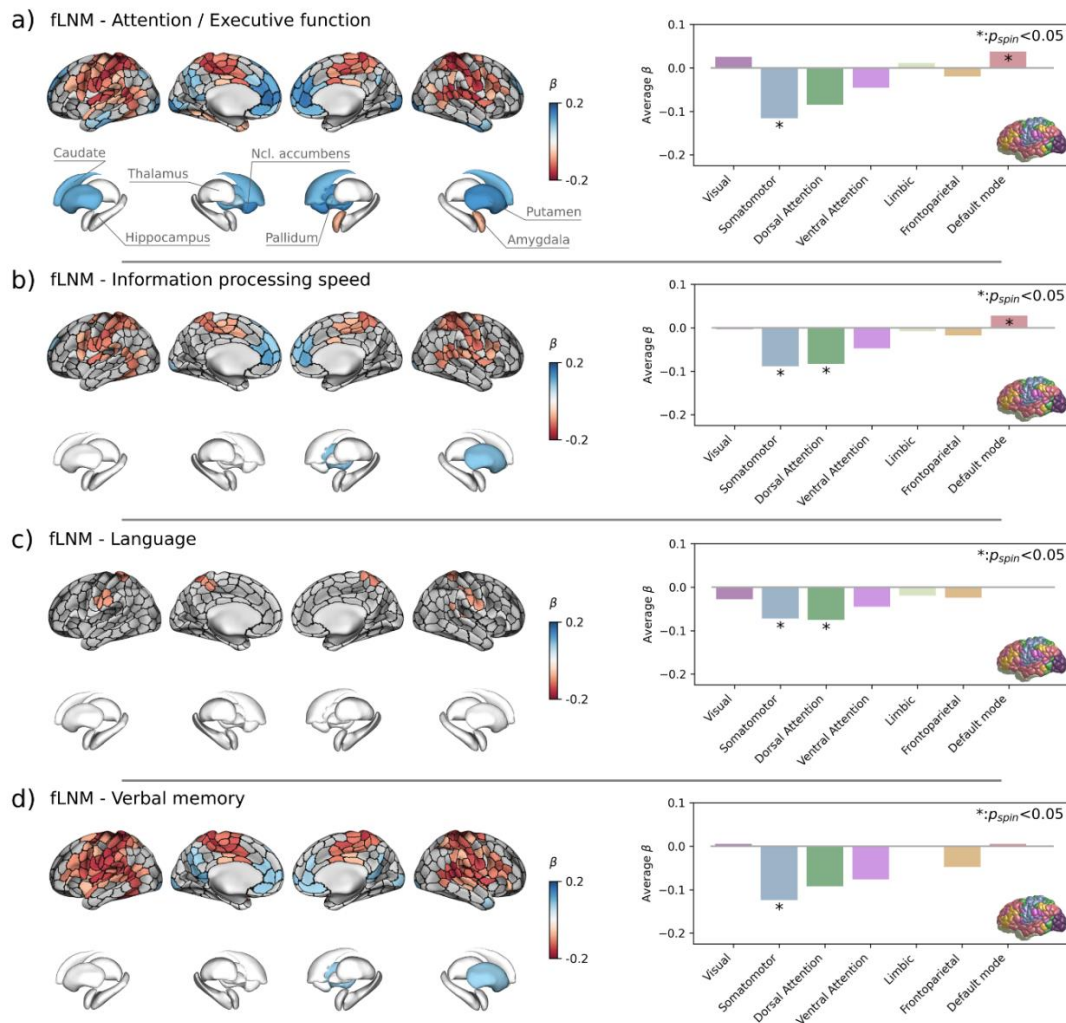 a) fLNM - Attention / Executive function
β
0.2
-0.2
Caudate
Thalamus
Ncl. accumbens
Hippocampus
Pallidum
Putamen
Amygdala
*:pspin<0.05
Average β
0.1
0.0
−0.1
−0.2
*
*
Visual
Somatomotor
Dorsal Attention
Ventral Attention
Limbic
Frontoparietal
Default mode
b) fLNM - Information processing speed
β
0.2
-0.2
*:pspin<0.05
Average β
0.1
0.0
−0.1
−0.2
*
*
*
Visual
Somatomotor
Dorsal Attention
Ventral Attention
Limbic
Frontoparietal
Default mode
c) fLNM - Language
β
0.2
-0.2
*:pspin<0.05
Average β
0.1
0.0
−0.1
−0.2
*
*
Visual
Somatomotor
Dorsal Attention
Ventral Attention
Limbic
Frontoparietal
Default mode
d) fLNM - Verbal memory
β
0.2
-0.2
*:pspin<0.05
Average β
0.1
0.0
−0.1
−0.2
*
Visual
Somatomotor
Dorsal Attention
Ventral Attention
Limbic
Frontoparietal
Default mode